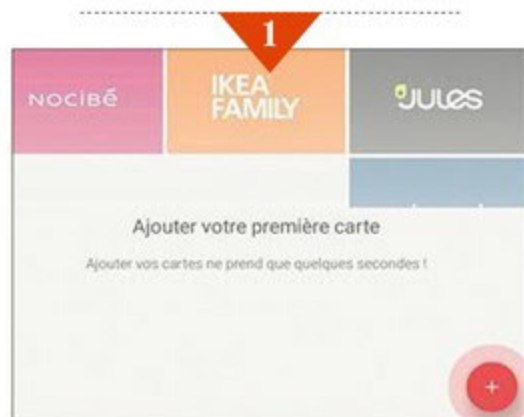 1
NOCIBÉ
IKEA
FAMILY
JULES
Ajouter votre première carte
Ajouter vos cartes ne prend que quelques secondes !
+